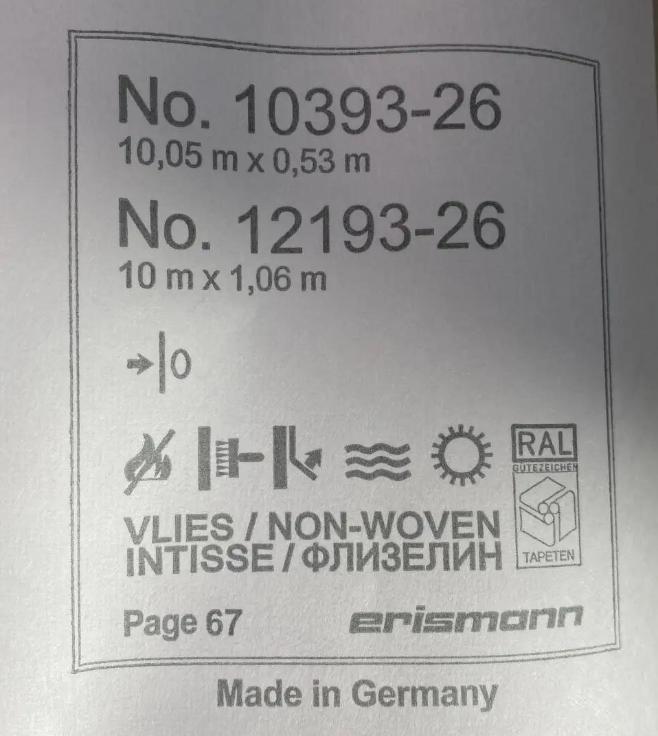 No. 10393-26
10,05 m x 0,53 m
No. 12193-26
10 m x 1,06 m
0
RAL
GÜTEZEICHEN
TAPETEN
VLIES / NON-WOVEN
INTISSE / ФЛИЗЕЛИН
Page 67
erismann
Made in Germany